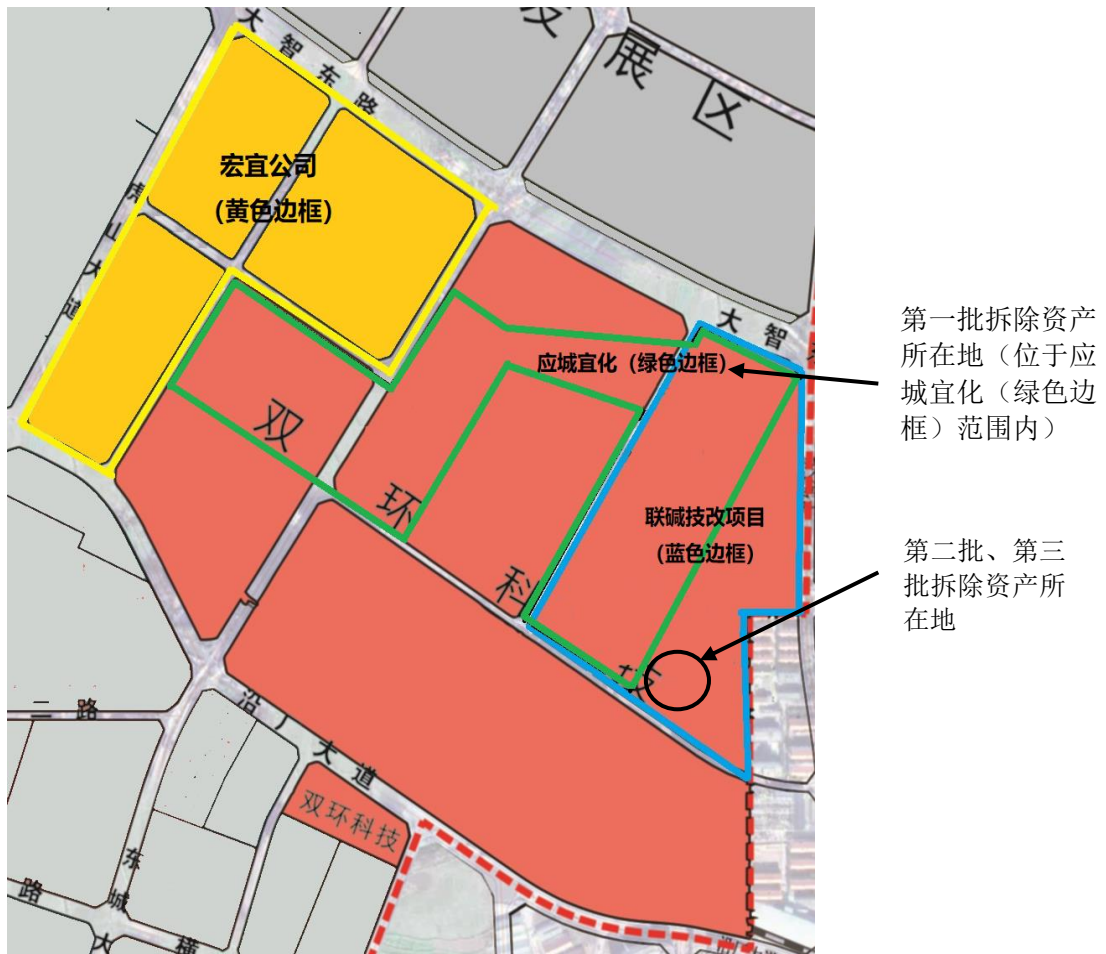 发
展
区
大
智
东
路
宏宜公司
(黄色边框)
虎
山
大
道
大
智
应城宜化(绿色边框)
第一批拆除资产
所在地（位于应
城宜化（绿色边
框）范围内）
双
环
科
技
联碱技改项目
(蓝色边框)
第二批、第三
批拆除资产所
在地
二路
沿
厂
大
道
双环科技
东
城
大
横
路